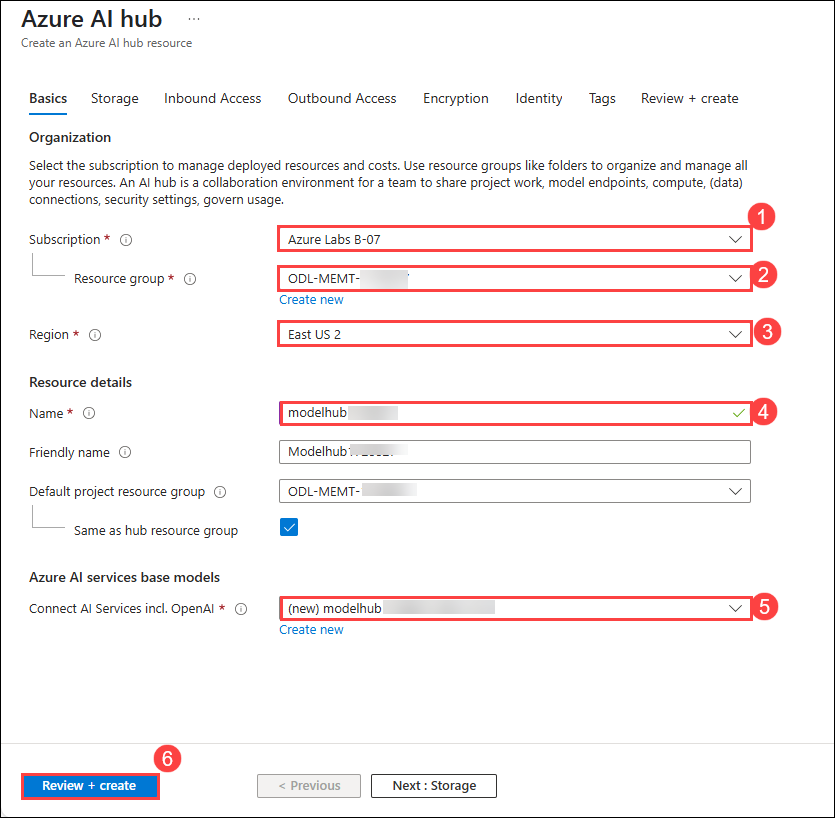 Azure AI hub ...
Create an Azure AI hub resource
Basics Storage Inbound Access Outbound Access Encryption Identity Tags Review + create
Organization
Select the subscription to manage deployed resources and costs. Use resource groups like folders to organize and manage all
your resources. An AI hub is a collaboration environment for a team to share project work, model endpoints, compute, (data)
connections, security settings, govern usage.
1
Subscription * Azure Labs B-07
Resource group * ODL-MEMT- 2
Create new
Region * East US 2 3
Resource details
Name * modelhub 4
Friendly name Modelhub
Default project resource group ODL-MEMT-
Same as hub resource group
Azure AI services base models
Connect AI Services incl. OpenAI * (new) modelhub 5
Create new
6
Review + create < Previous Next : Storage